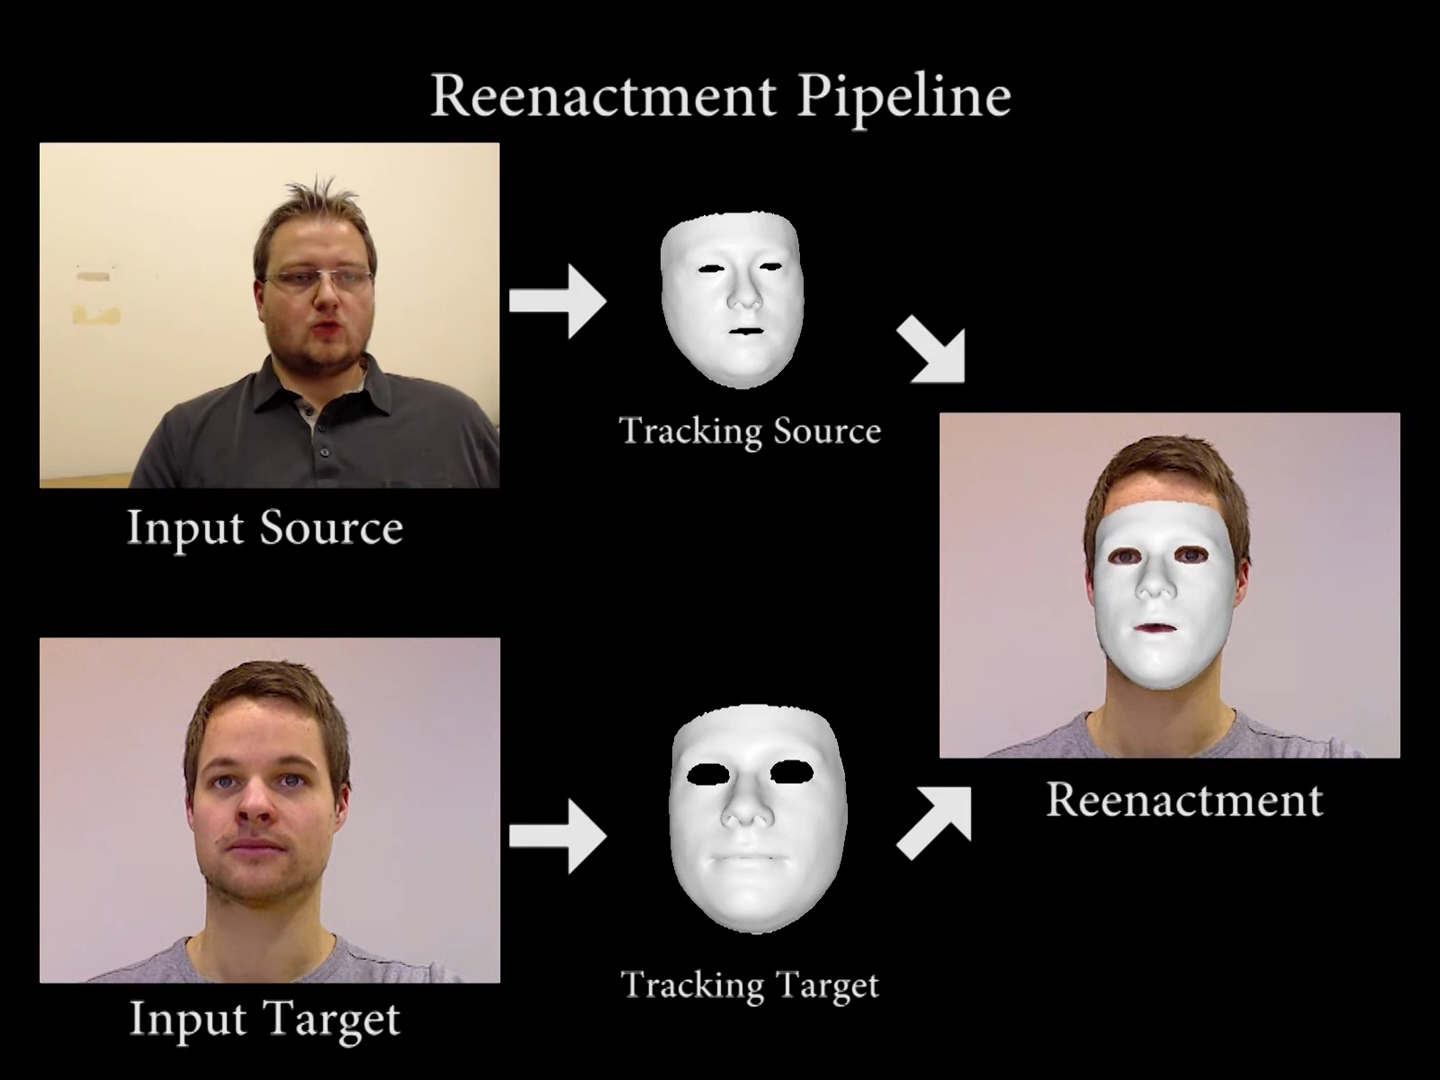 Reenactment Pipeline
Tracking Source
Input Source
Reenactment
Tracking Target
Input Target